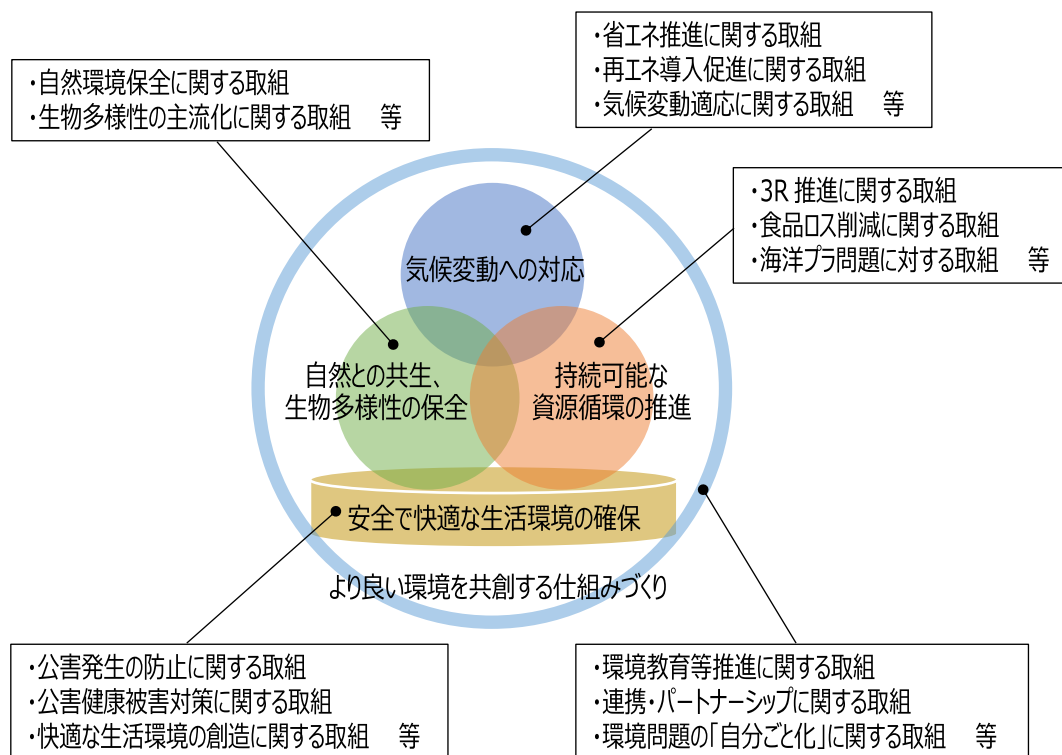 ・省エネ推進に関する取組
・再エネ導入促進に関する取組
・気候変動適応に関する取組 等
・自然環境保全に関する取組
・生物多様性の主流化に関する取組 等
・3R 推進に関する取組
・食品ロス削減に関する取組
・海洋プラ問題に対する取組 等
気候変動への対応
自然との共生、
生物多様性の保全
持続可能な
資源循環の推進
安全で快適な生活環境の確保
より良い環境を共創する仕組みづくり
・公害発生の防止に関する取組
・公害健康被害対策に関する取組
・快適な生活環境の創造に関する取組 等
・環境教育等推進に関する取組
・連携・パートナーシップに関する取組
・環境問題の「自分ごと化」に関する取組 等